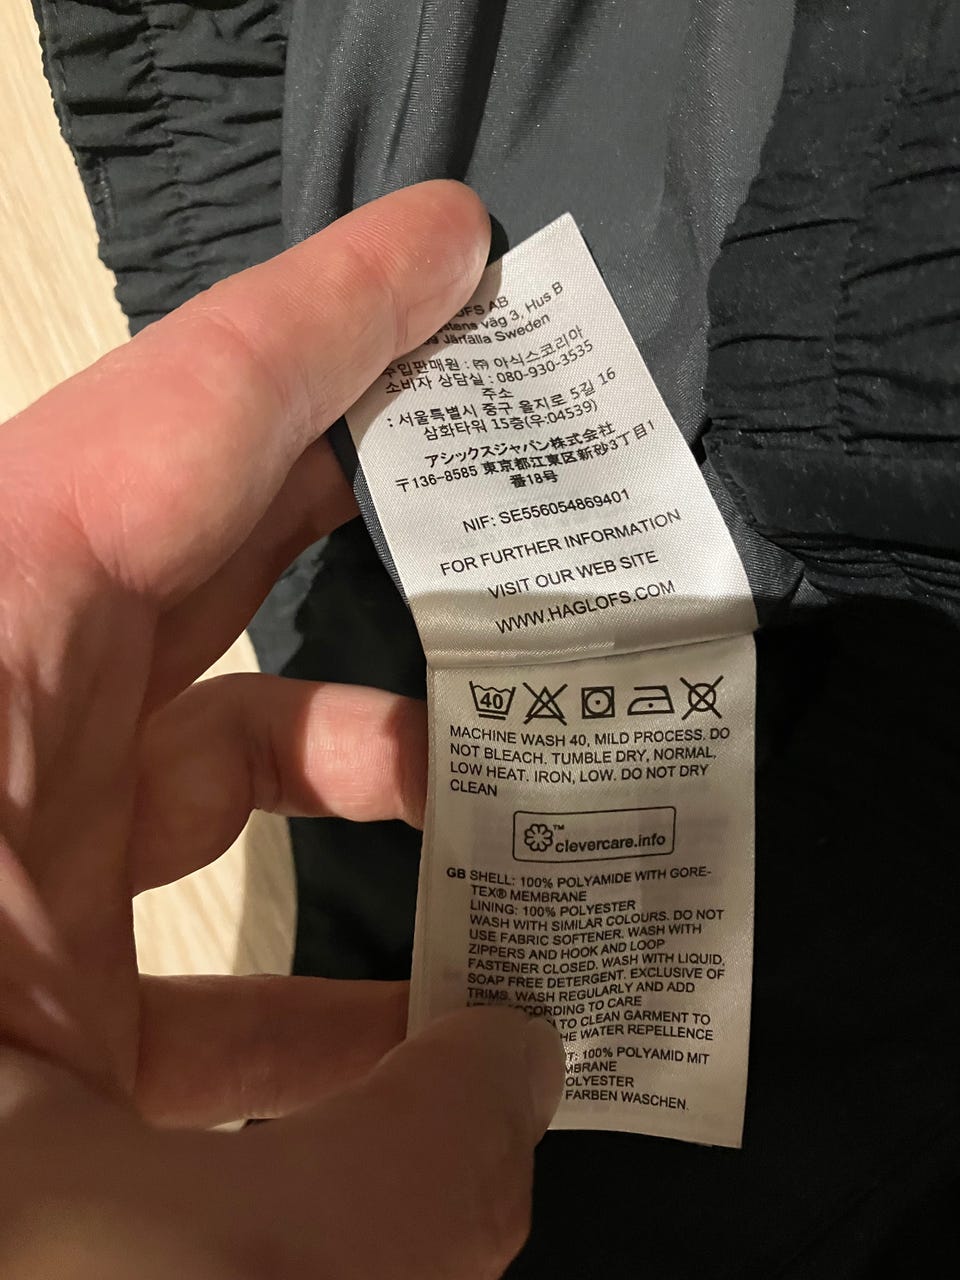 OFS AB
väg 3, Hus B
Järfälla Sweden
수입판매원 : ㈜ 아식스코리아
소비자 상담실 : 080-930-3535
주소
: 서울특별시 중구 을지로 5길 16
삼화타워 15층(우:04539)
アシックスジャパン株式会社
〒136-8585 東京都江東区新砂3丁目1
番18号
NIF: SE556054869401
FOR FURTHER INFORMATION
VISIT OUR WEB SITE
WWW.HAGLOFS.COM
40
MACHINE WASH 40, MILD PROCESS. DO
NOT BLEACH. TUMBLE DRY, NORMAL,
LOW HEAT. IRON, LOW. DO NOT DRY
CLEAN
™
clevercare.info
GB SHELL: 100% POLYAMIDE WITH GORE-
TEX® MEMBRANE
LINING: 100% POLYESTER
WASH WITH SIMILAR COLOURS. DO NOT
USE FABRIC SOFTENER. WASH WITH
ZIPPERS AND HOOK AND LOOP
FASTENER CLOSED. WASH WITH LIQUID,
SOAP FREE DETERGENT. EXCLUSIVE OF
TRIMS. WASH REGULARLY AND ADD
ACCORDING TO CARE
TO CLEAN GARMENT TO
THE WATER REPELLENCE
100% POLYAMID MIT
MBRANE
OLYESTER
FARBEN WASCHEN.